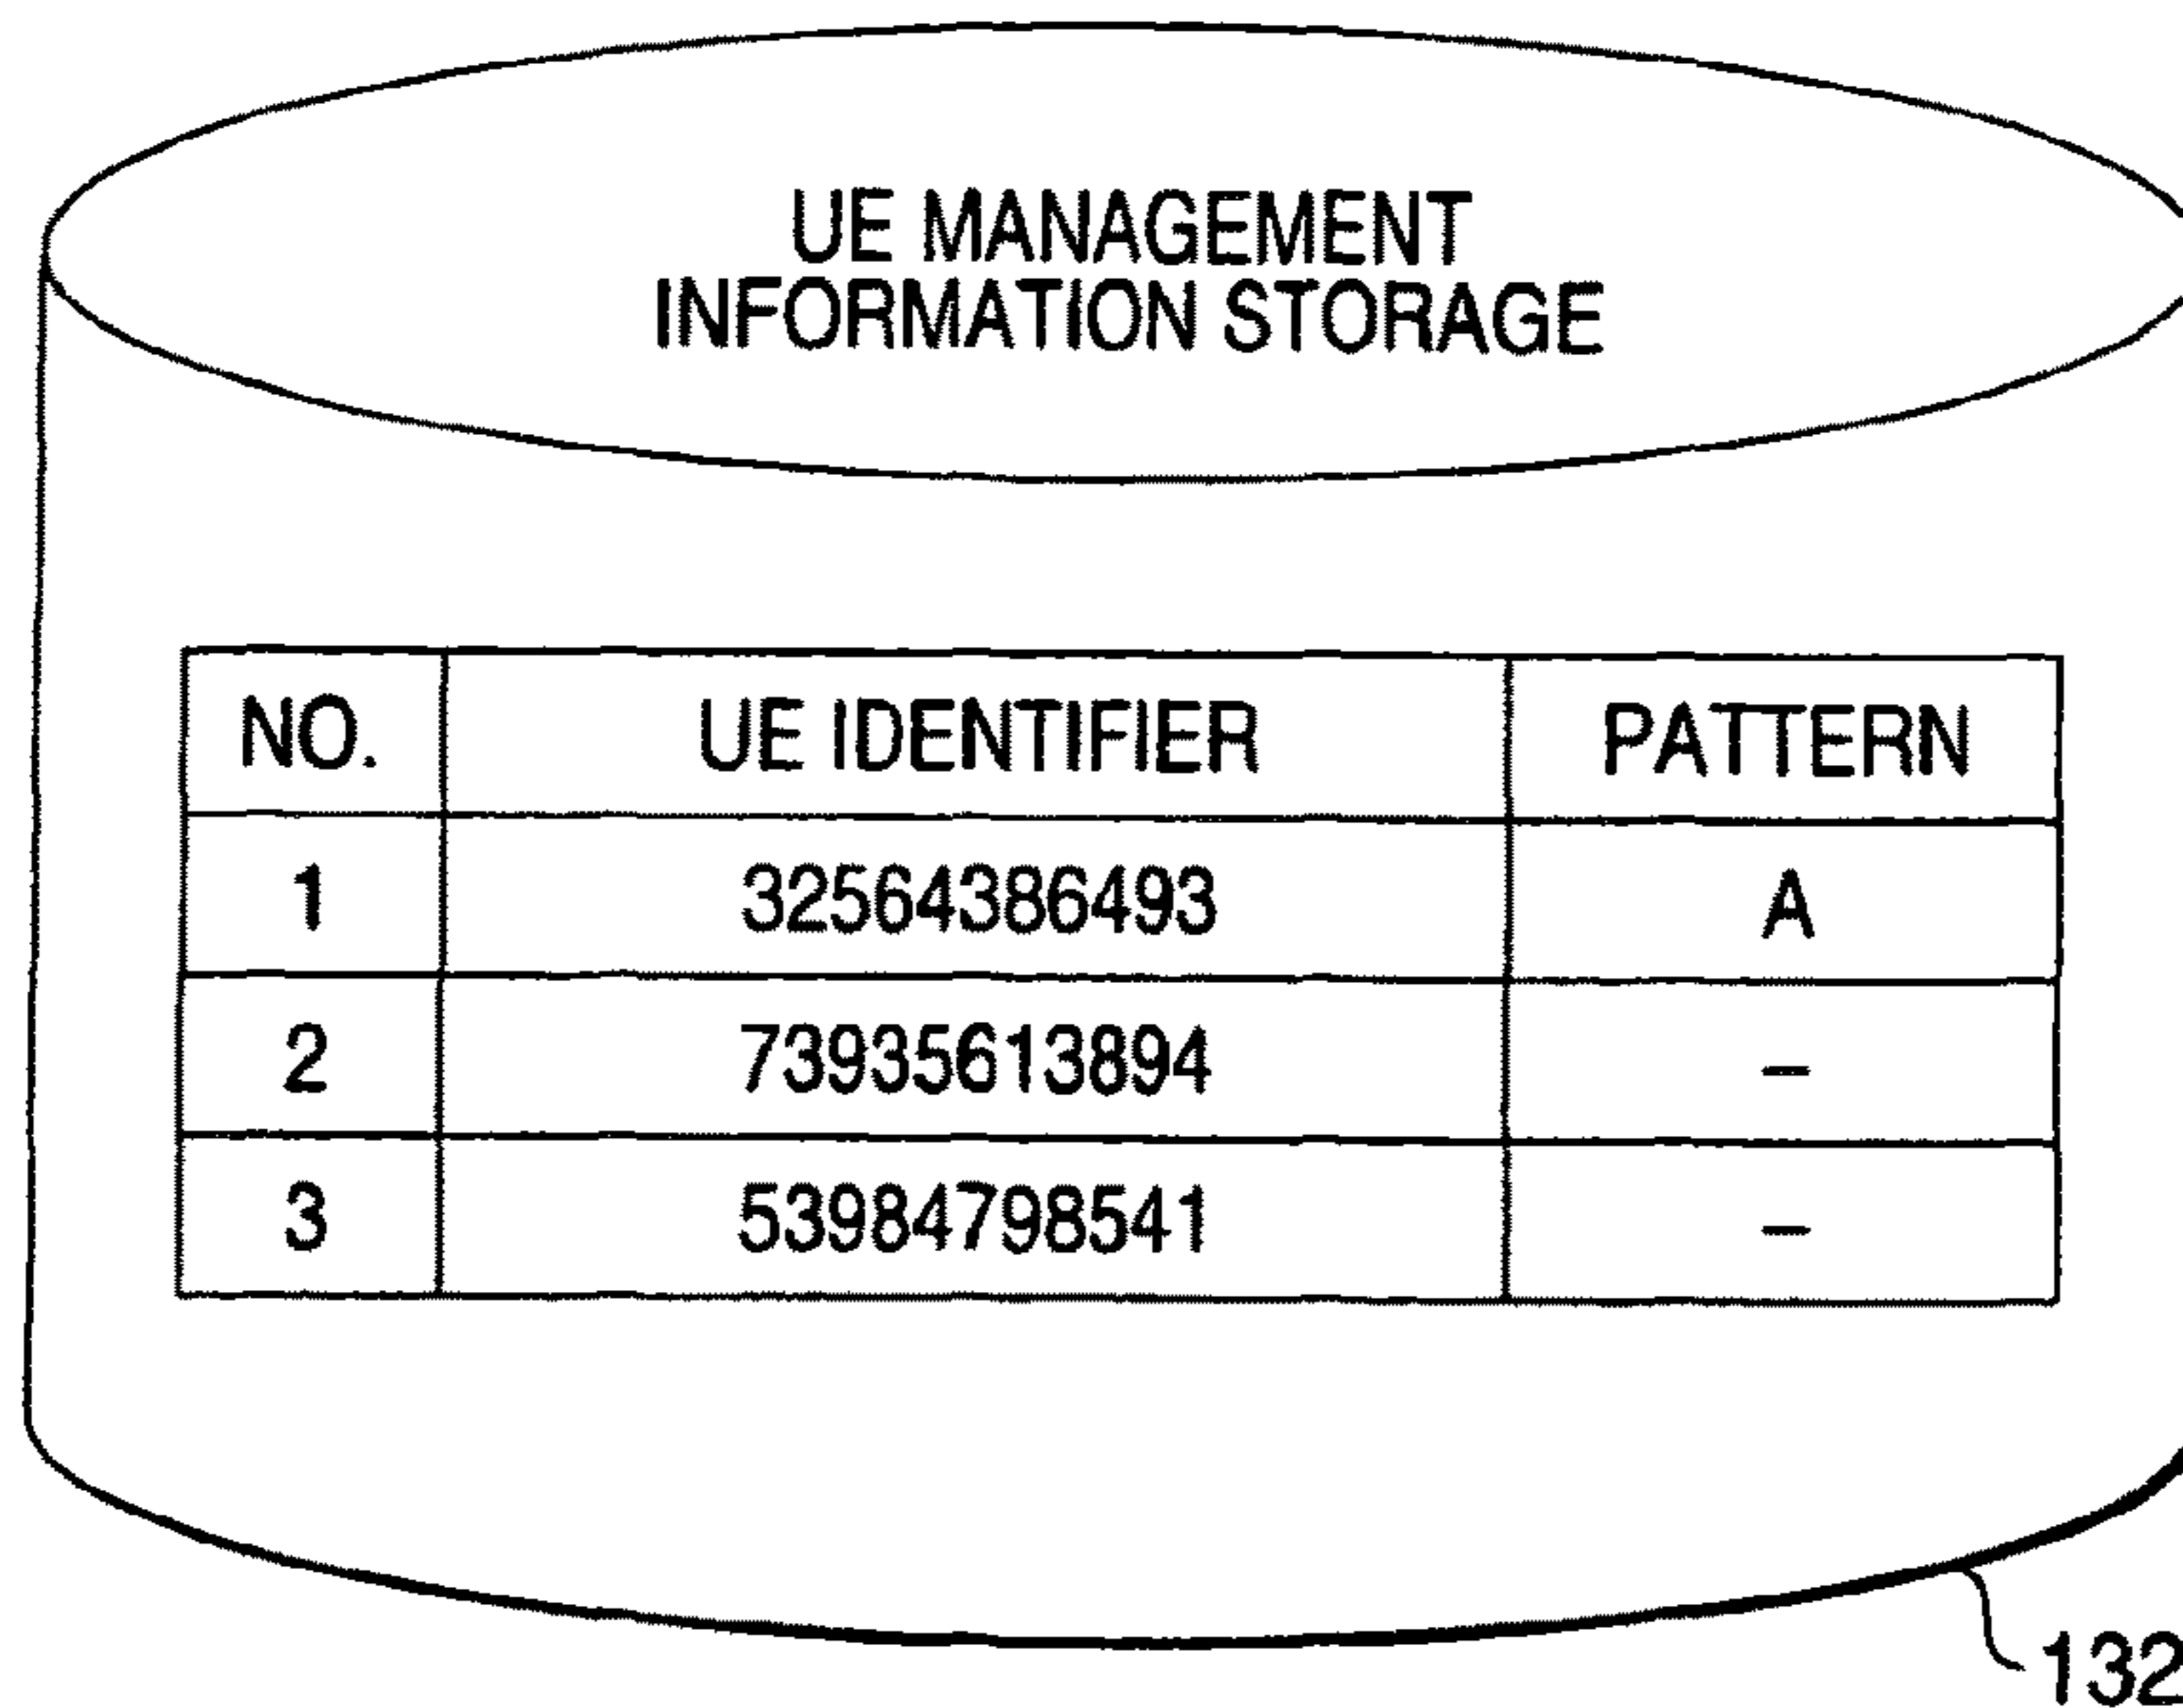 UE MANAGEMENT
INFORMATION STORAGE
NO. UE IDENTIFIER PATTERN
1 32564386493 A
2 73935613894 –
3 53984798541 –
132